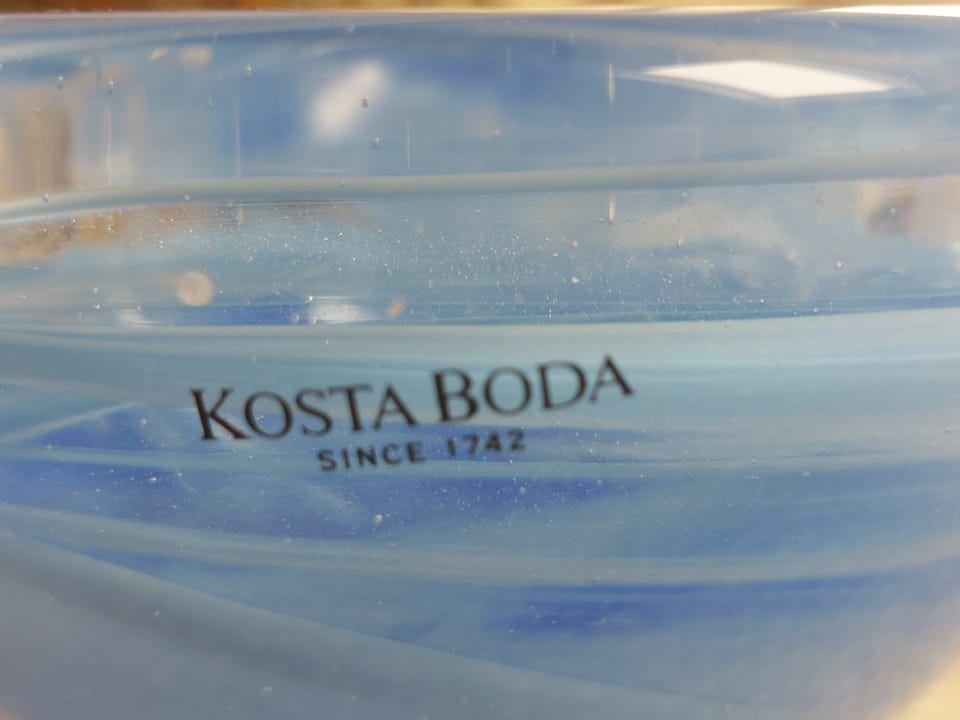 KOSTA BODA
SINCE 1742